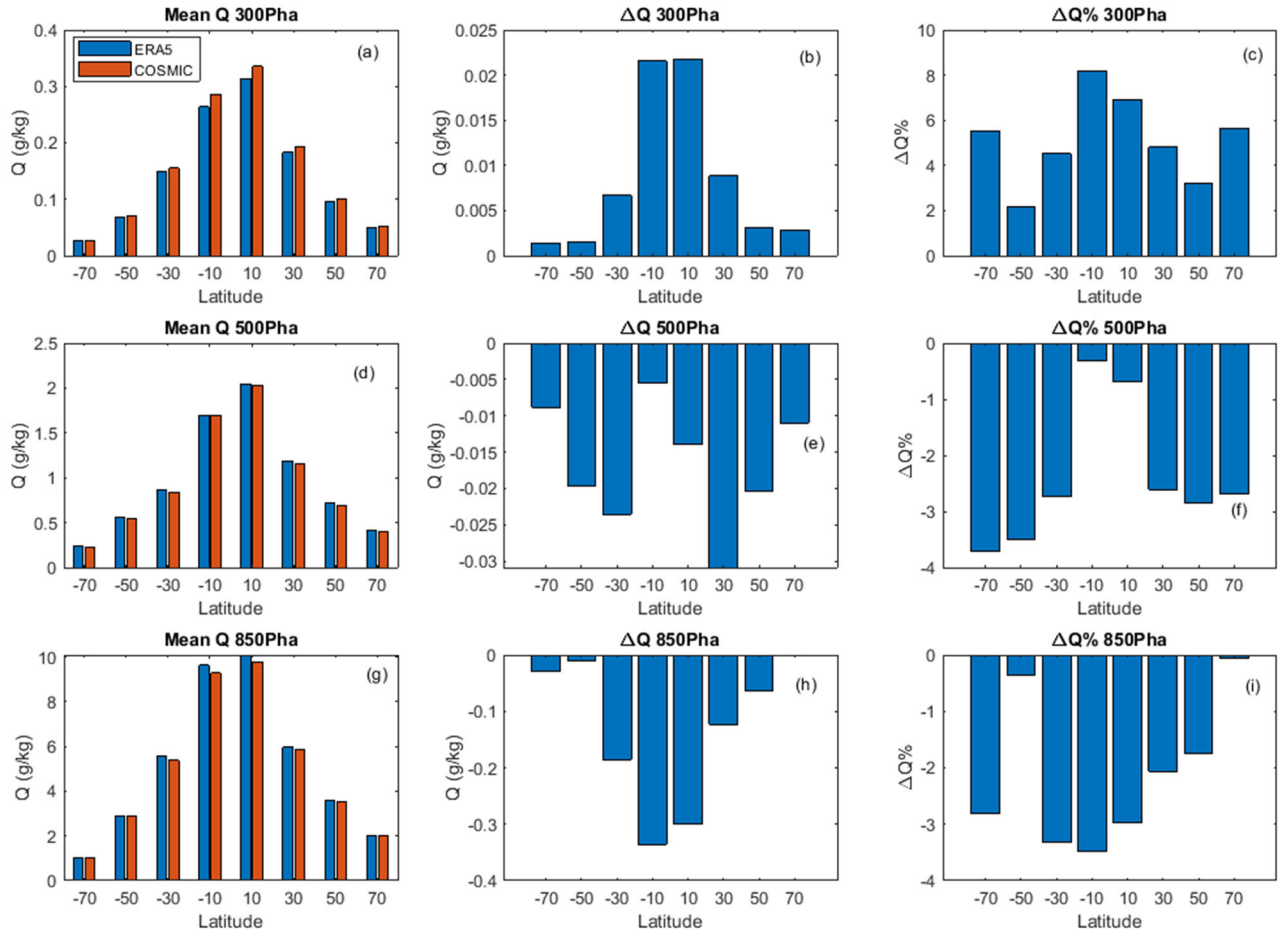 Mean Q 300Pha
0.4
0.3
0.2
0.1
0
Q (g/kg)
ERA5
COSMIC
(a)
-70 -50 -30 -10 10 30 50 70
Latitude
ΔQ 300Pha
0.025
0.02
0.015
0.01
0.005
0
Q (g/kg)
(b)
-70 -50 -30 -10 10 30 50 70
Latitude
ΔQ% 300Pha
10
8
6
4
2
0
ΔQ%
(c)
-70 -50 -30 -10 10 30 50 70
Latitude
Mean Q 500Pha
2.5
2
1.5
1
0.5
0
Q (g/kg)
(d)
-70 -50 -30 -10 10 30 50 70
Latitude
ΔQ 500Pha
0
-0.005
-0.01
-0.015
-0.02
-0.025
-0.03
Q (g/kg)
(e)
-70 -50 -30 -10 10 30 50 70
Latitude
ΔQ% 500Pha
0
-1
-2
-3
-4
ΔQ%
(f)
-70 -50 -30 -10 10 30 50 70
Latitude
Mean Q 850Pha
10
8
6
4
2
0
Q (g/kg)
(g)
-70 -50 -30 -10 10 30 50 70
Latitude
ΔQ 850Pha
0
-0.1
-0.2
-0.3
-0.4
Q (g/kg)
(h)
-70 -50 -30 -10 10 30 50 70
Latitude
ΔQ% 850Pha
0
-1
-2
-3
-4
ΔQ%
(i)
-70 -50 -30 -10 10 30 50 70
Latitude